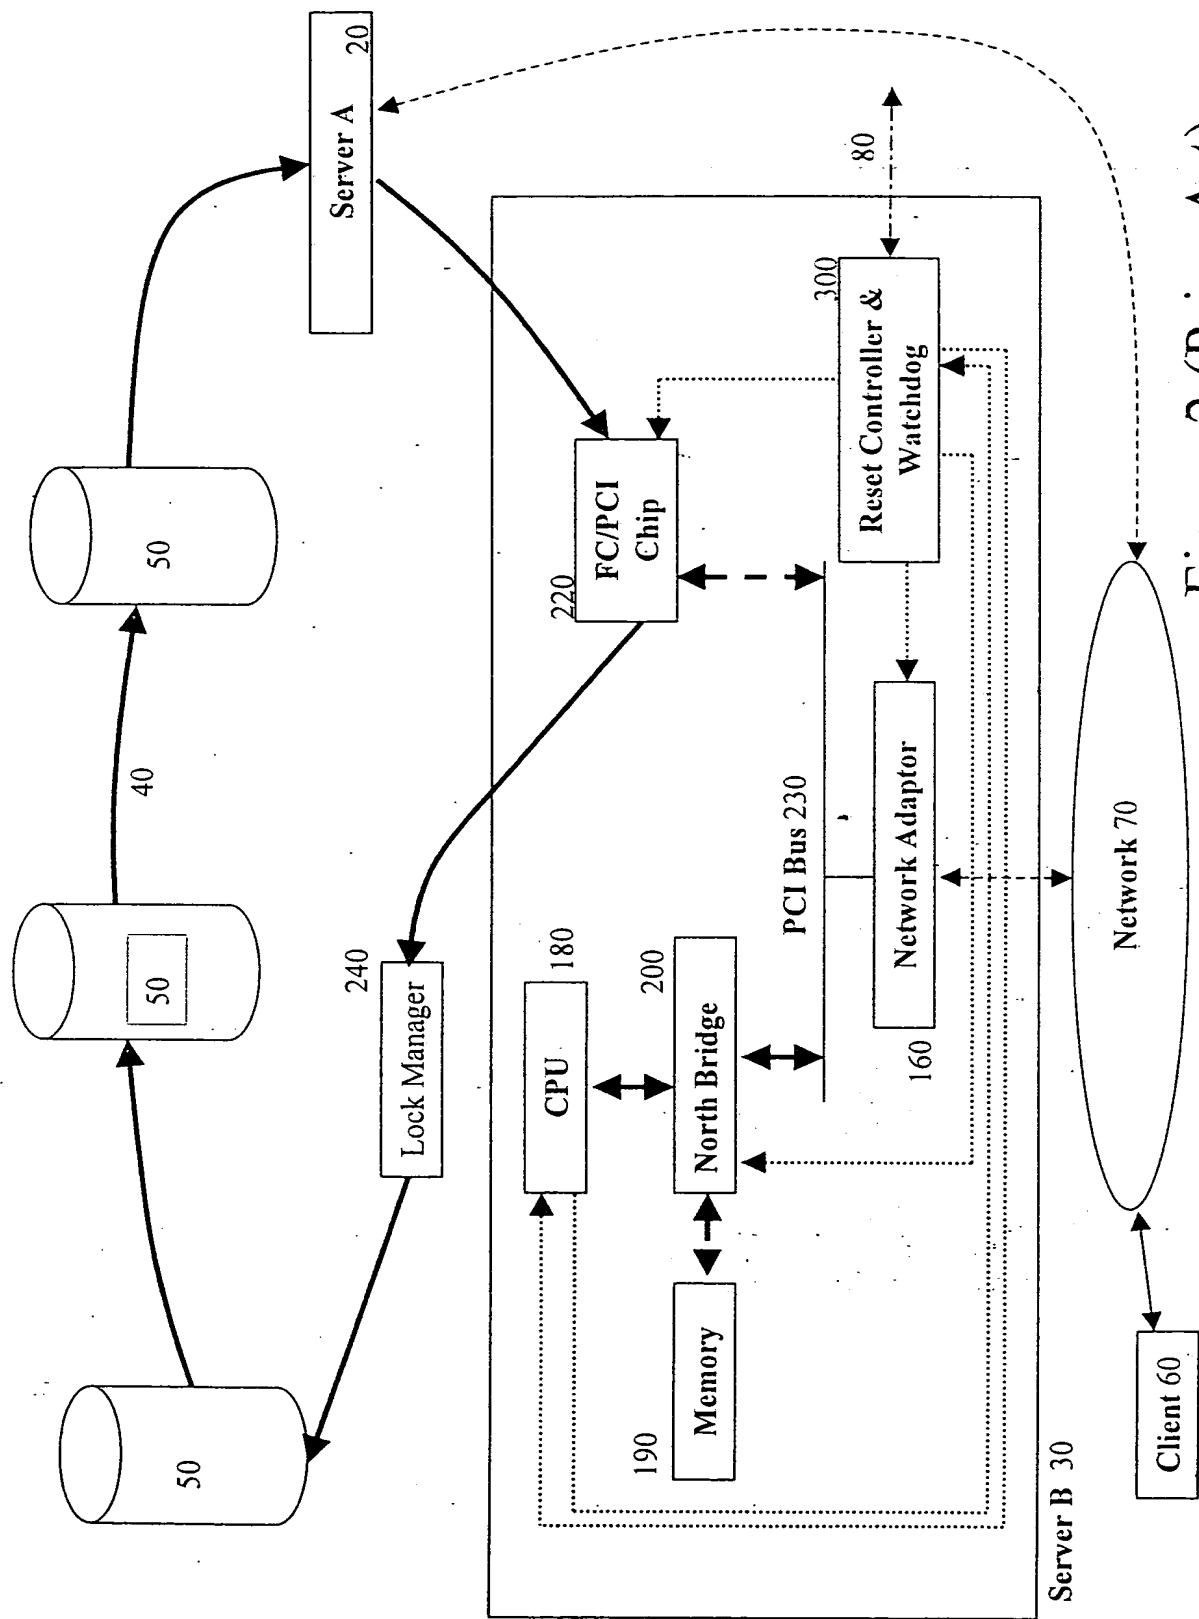 50
50
40
50
Server A
20
Lock Manager
240
FC/PCI
Chip
220
CPU
180
North Bridge
200
Memory
190
PCI Bus 230
Network Adaptor
160
Reset Controller &
Watchdog
300
80
Server B 30
Network 70
Client 60